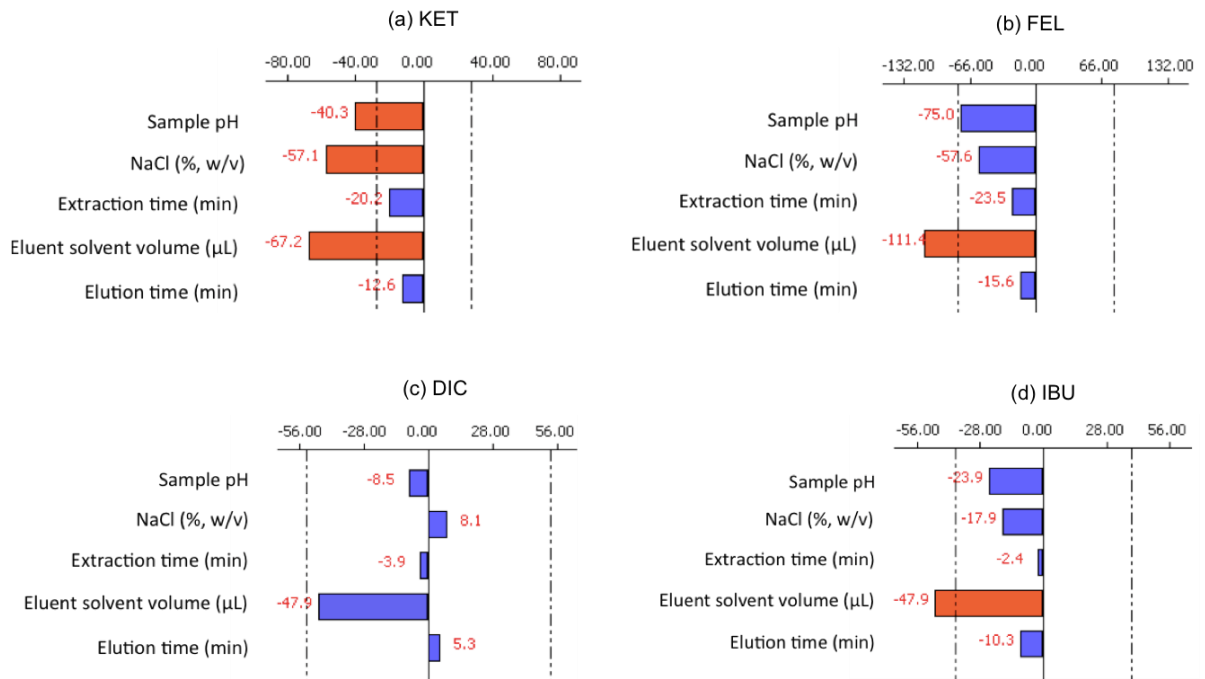 (a) KET
-80.00 -40.00 0.00 40.00 80.00
Sample pH -40.3
NaCl (%, w/v) -57.1
Extraction time (min) -20.2
Eluent solvent volume (µL) -67.2
Elution time (min) -12.6
(b) FEL
-132.00 -66.00 0.00 66.00 132.00
Sample pH -75.0
NaCl (%, w/v) -57.6
Extraction time (min) -23.5
Eluent solvent volume (µL) -111.4
Elution time (min) -15.6
(c) DIC
-56.00 -28.00 0.00 28.00 56.00
Sample pH -8.5
NaCl (%, w/v) 8.1
Extraction time (min) -3.9
Eluent solvent volume (µL) -47.9
Elution time (min) 5.3
(d) IBU
-56.00 -28.00 0.00 28.00 56.00
Sample pH -23.9
NaCl (%, w/v) -17.9
Extraction time (min) -2.4
Eluent solvent volume (µL) -47.9
Elution time (min) -10.3